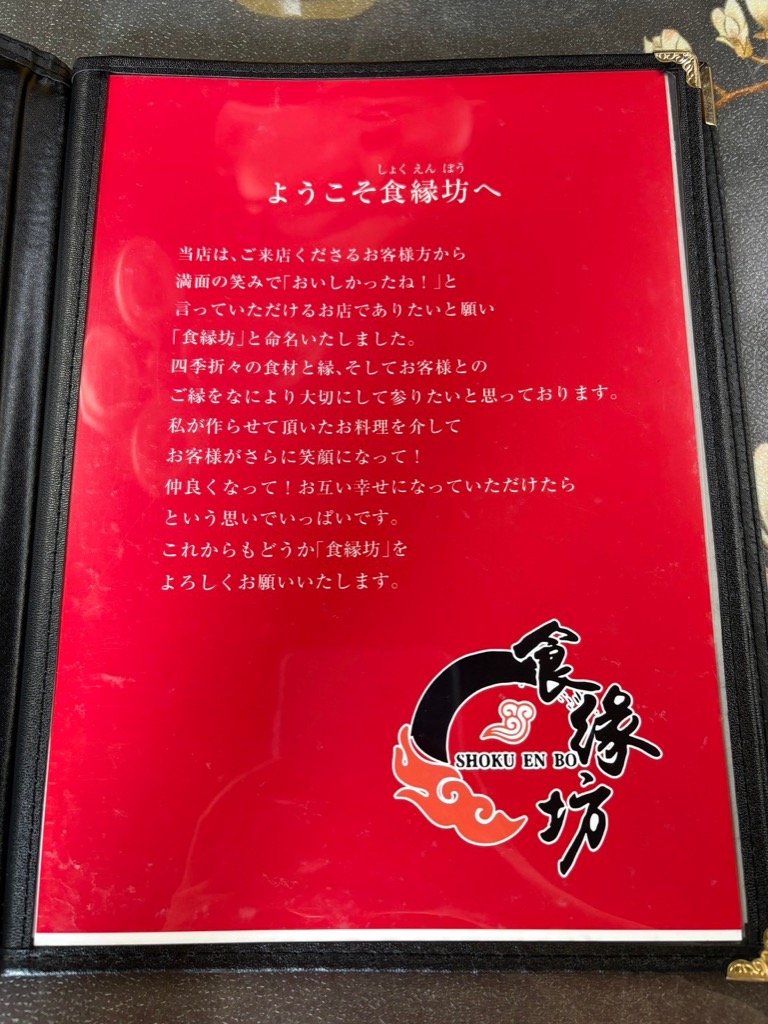 しょく えん ぼう
ようこそ食縁坊へ
当店は、ご来店くださるお客様方から
満面の笑みで「おいしかったね！」と
言っていただけるお店でありたいと願い
「食縁坊」と命名いたしました。
四季折々の食材と縁、そしてお客様との
ご縁をなにより大切にして参りたいと思っております。
私が作らせて頂いたお料理を介して
お客様がさらに笑顔になって！
仲良くなって！お互い幸せになっていただけたら
という思いでいっぱいです。
これからもどうか「食縁坊」を
よろしくお願いいたします。
食縁坊
SHOKU EN BO